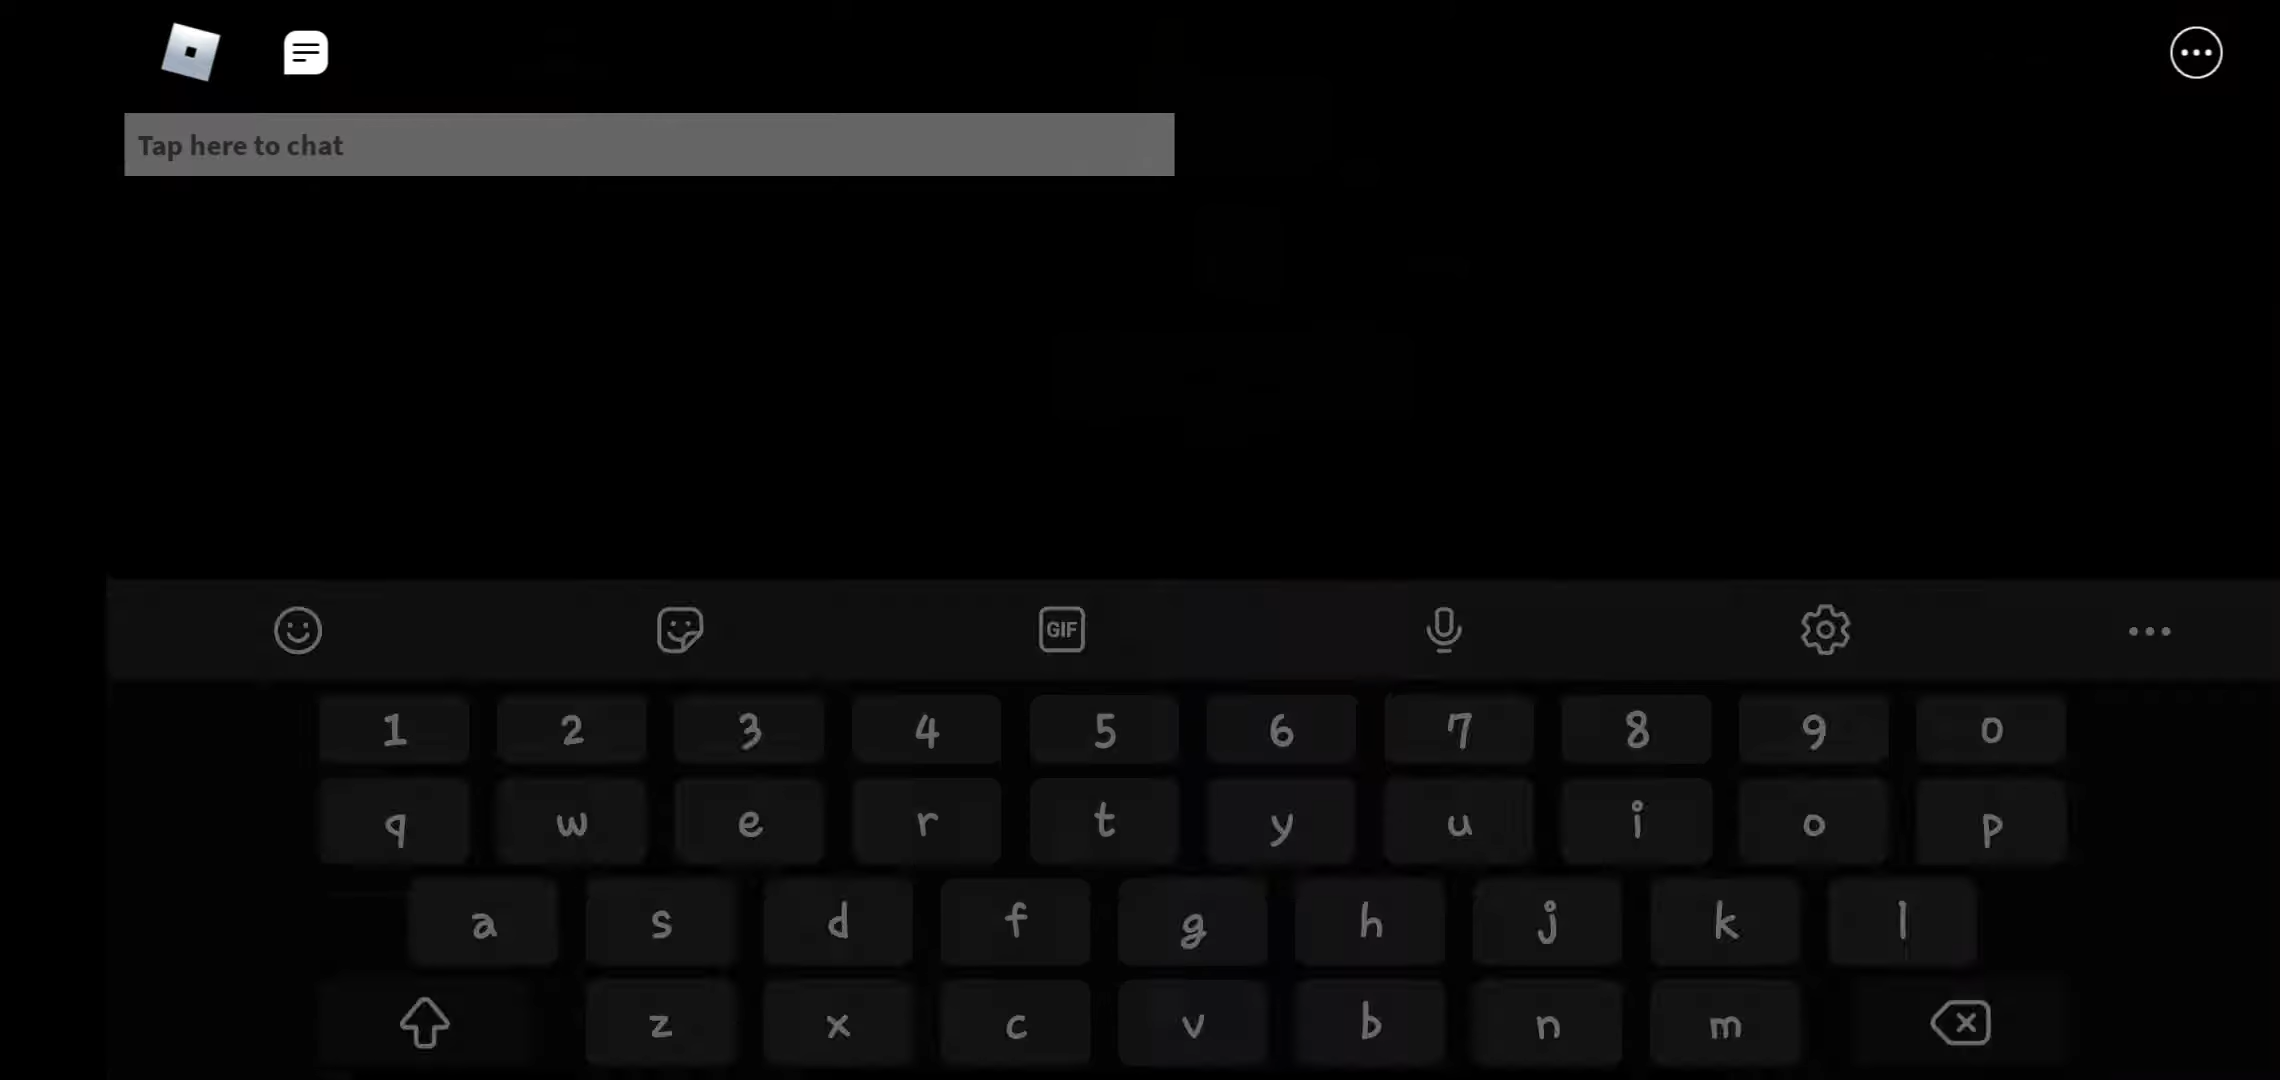 Tap here to chat
GIF
1 2 3 4 5 6 7 8 9 0
q w e r t y u i o p
a s d f g h j k l
z x c v b n m